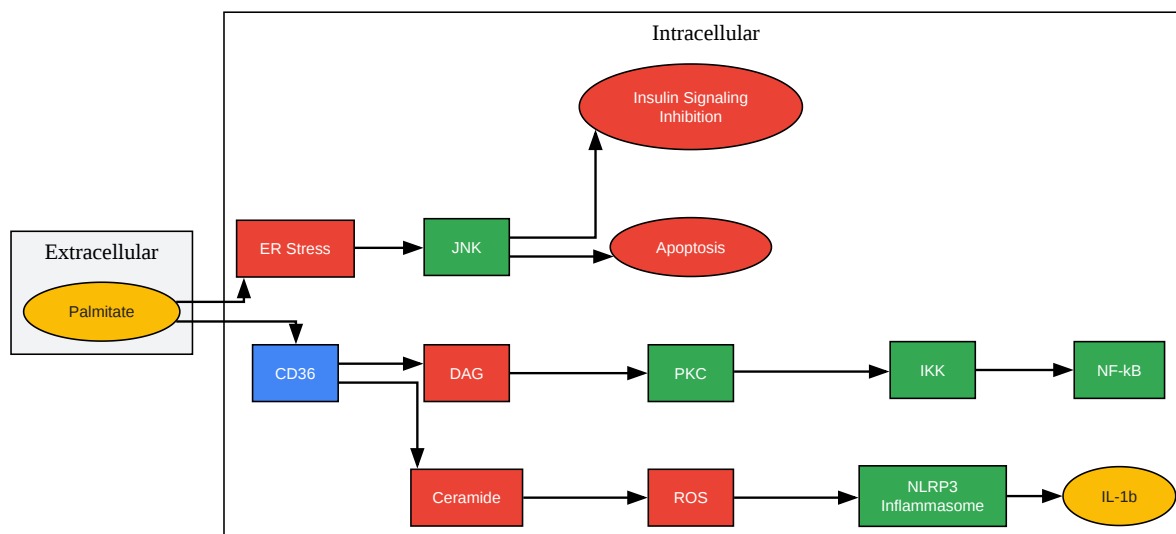 Intracellular
Insulin Signaling
Inhibition
Extracellular
ER Stress
JNK
Apoptosis
Palmitate
CD36
DAG
PKC
IKK
NF-kB
Ceramide
ROS
NLRP3
Inflammasome
IL-1b